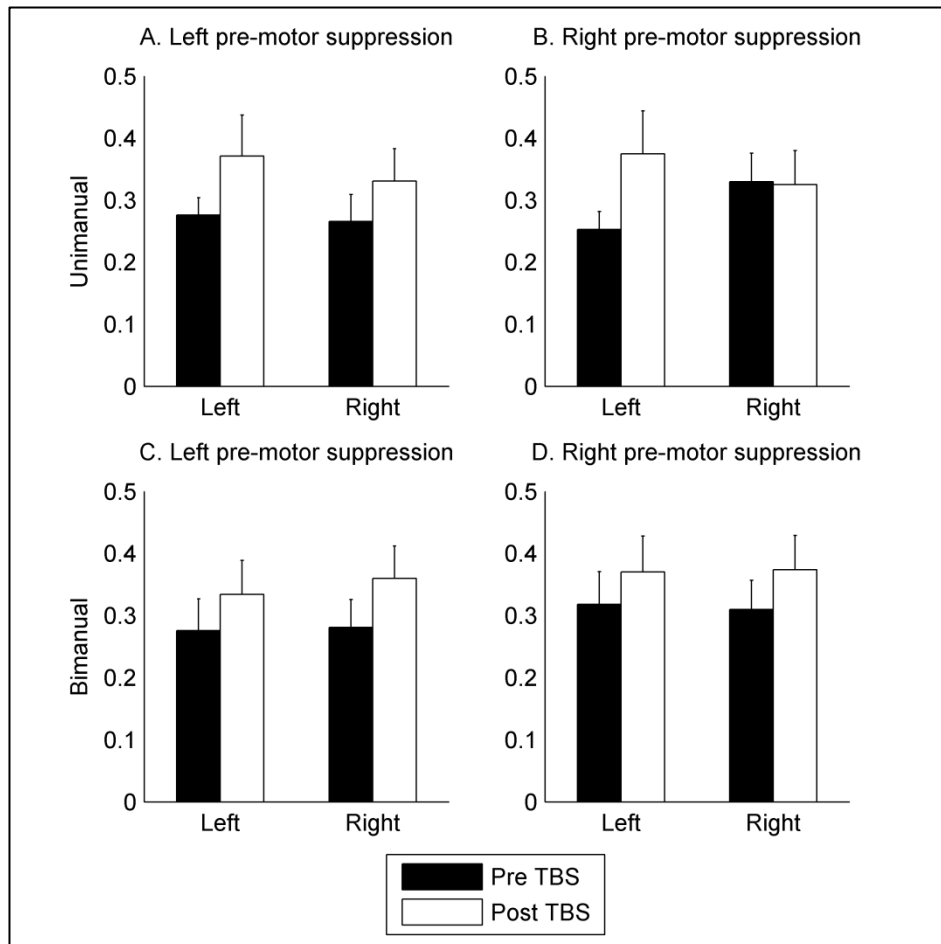 A. Left pre-motor suppression
Unimanual
0.5
0.4
0.3
0.2
0.1
0
Left Right
B. Right pre-motor suppression
0.5
0.4
0.3
0.2
0.1
0
Left Right
C. Left pre-motor suppression
Bimanual
0.5
0.4
0.3
0.2
0.1
0
Left Right
D. Right pre-motor suppression
0.5
0.4
0.3
0.2
0.1
0
Left Right
Pre TBS
Post TBS